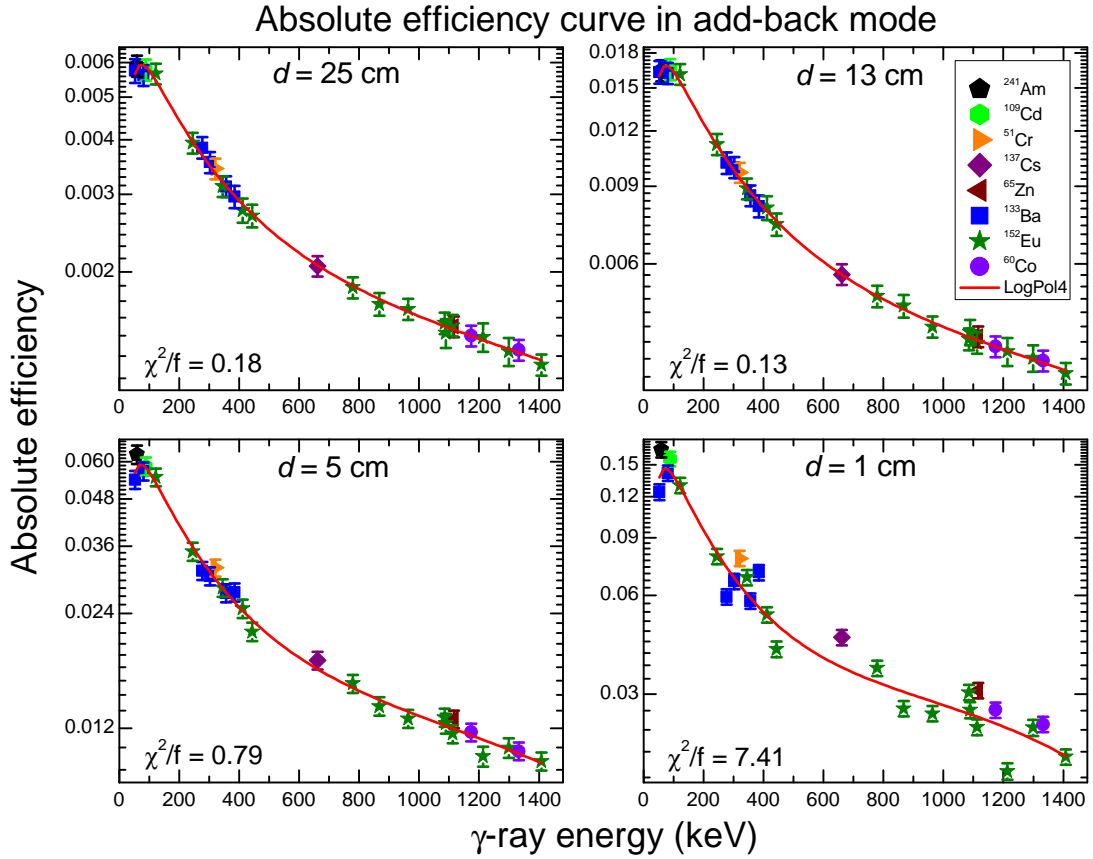 Absolute efficiency curve in add-back mode
d = 25 cm
0.006
0.005
0.004
0.003
0.002
χ²/f = 0.18
0 200 400 600 800 1000 1200 1400
d = 13 cm
0.018
0.015
0.012
0.009
0.006
χ²/f = 0.13
0 200 400 600 800 1000 1200 1400
²⁴¹Am
¹⁰⁹Cd
⁵¹Cr
¹³⁷Cs
⁶⁵Zn
¹³³Ba
¹⁵²Eu
⁶⁰Co
LogPol4
d = 5 cm
0.060
0.048
0.036
0.024
0.012
χ²/f = 0.79
0 200 400 600 800 1000 1200 1400
d = 1 cm
0.15
0.12
0.09
0.06
0.03
χ²/f = 7.41
0 200 400 600 800 1000 1200 1400
Absolute efficiency
γ-ray energy (keV)